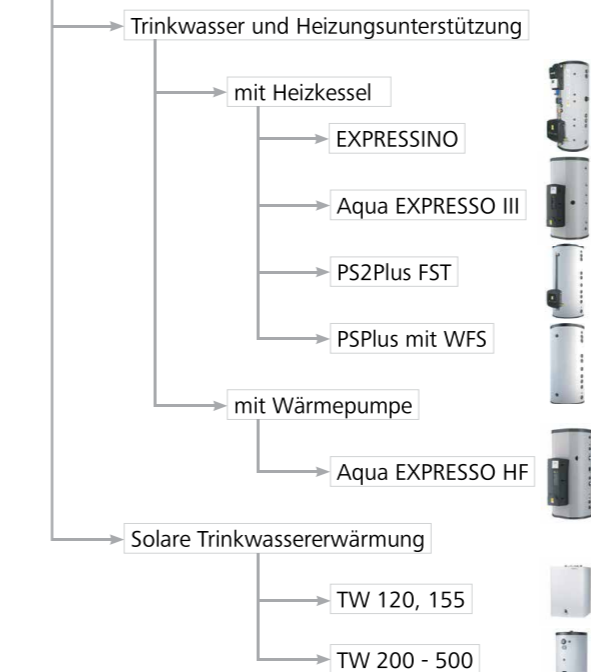 Trinkwasser und Heizungsunterstützung
mit Heizkessel
EXPRESSINO
Aqua EXPRESSO III
PS2Plus FST
PSPlus mit WFS
mit Wärmepumpe
Aqua EXPRESSO HF
Solare Trinkwassererwärmung
TW 120, 155
TW 200 - 500